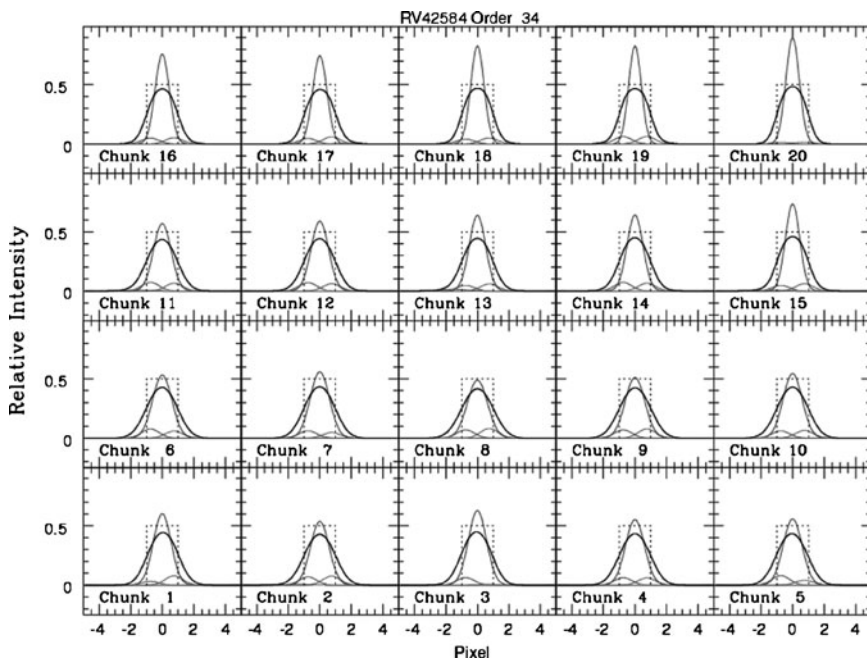 RV42584 Order 34
Relative Intensity
0.5
0
Chunk 16
Chunk 17
Chunk 18
Chunk 19
Chunk 20
0.5
0
Chunk 11
Chunk 12
Chunk 13
Chunk 14
Chunk 15
0.5
0
Chunk 6
Chunk 7
Chunk 8
Chunk 9
Chunk 10
0.5
0
Chunk 1
Chunk 2
Chunk 3
Chunk 4
Chunk 5
-4 -2 0 2 4 -4 -2 0 2 4 -4 -2 0 2 4 -4 -2 0 2 4 -4 -2 0 2 4
Pixel